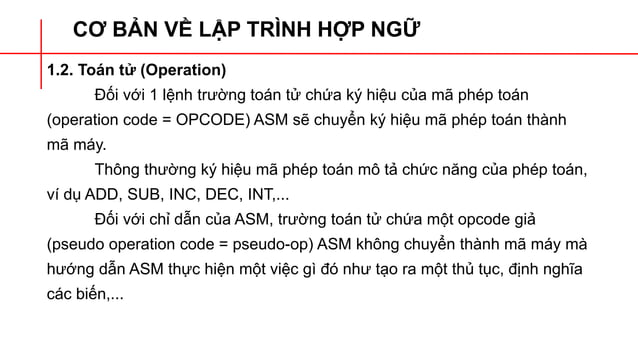 CƠ BẢN VỀ LẬP TRÌNH HỢP NGỮ
1.2. Toán tử (Operation)
Đối với 1 lệnh trường toán tử chứa ký hiệu của mã phép toán
(operation code = OPCODE) ASM sẽ chuyển ký hiệu mã phép toán thành
mã máy.
Thông thường ký hiệu mã phép toán mô tả chức năng của phép toán,
ví dụ ADD, SUB, INC, DEC, INT,...
Đối với chỉ dẫn của ASM, trường toán tử chứa một opcode giả
(pseudo operation code = pseudo-op) ASM không chuyển thành mã máy mà
hướng dẫn ASM thực hiện một việc gì đó như tạo ra một thủ tục, định nghĩa
các biến,...